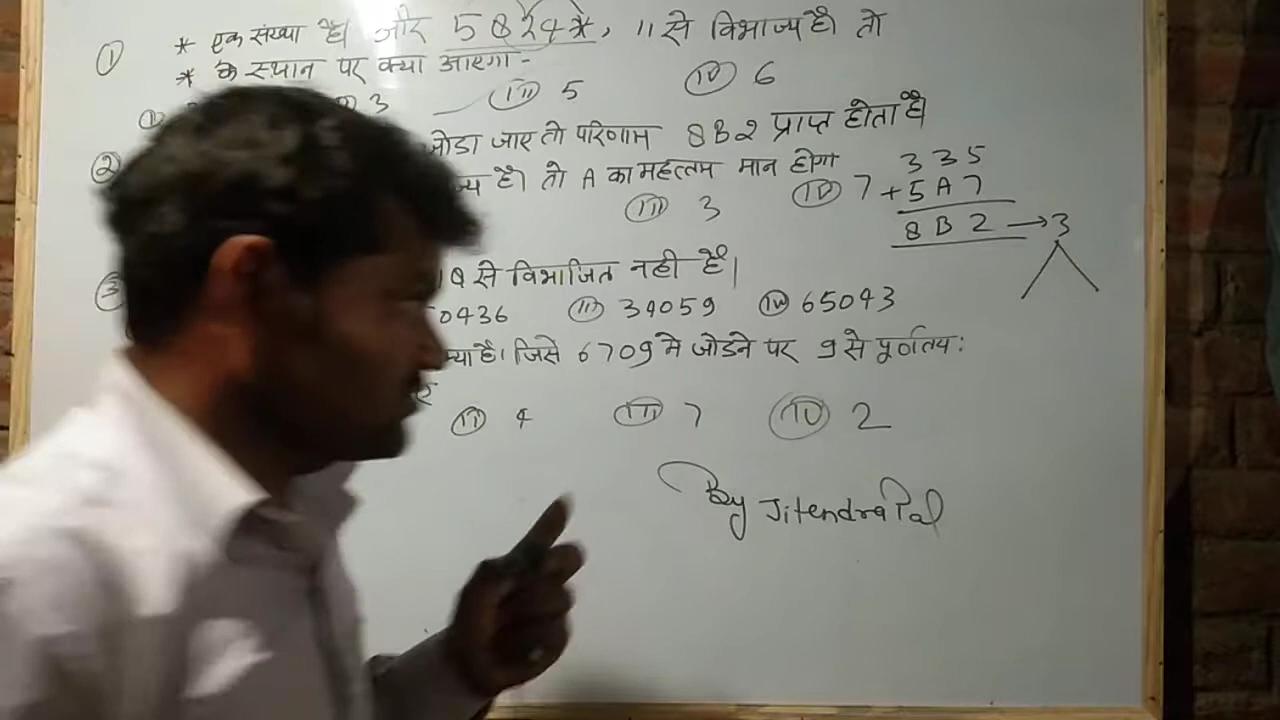 ① * एक संख्या है। और 5824*, 11 से विभाज्य है। तो
* के स्थान पर क्या आएगा -
3 (iii) 5 (iv) 6
② जोडा जाए तो परिणाम 8B2 प्राप्त होता है
है। तो A का महत्तम मान होगा
(iii) 3 (iv) 7
335
+5A7
8B2 → 3
③ से विभाजित नही है।
0436 (iii) 34059 (iv) 65043
है। जिसे 6709 मे जोडने पर 9 से पूर्णतय:
(ii) 4 (iii) 7 (iv) 2
By Jitendra Pal